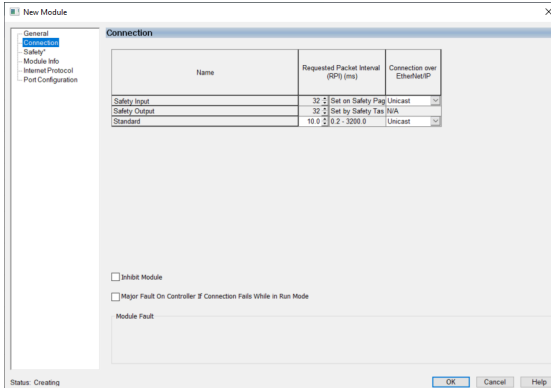 New Module
General
Connection
Safety*
Module Info
Internet Protocol
Port Configuration
Connection
Name
Requested Packet Interval
(RPI) (ms)
Connection over
EtherNet/IP
Safety Input 32 Set on Safety Pag Unicast
Safety Output 32 Set by Safety Tas N/A
Standard 10.0 0.2 - 3200.0 Unicast
Inhibit Module
Major Fault On Controller If Connection Fails While in Run Mode
Module Fault
Status: Creating
OK Cancel Help